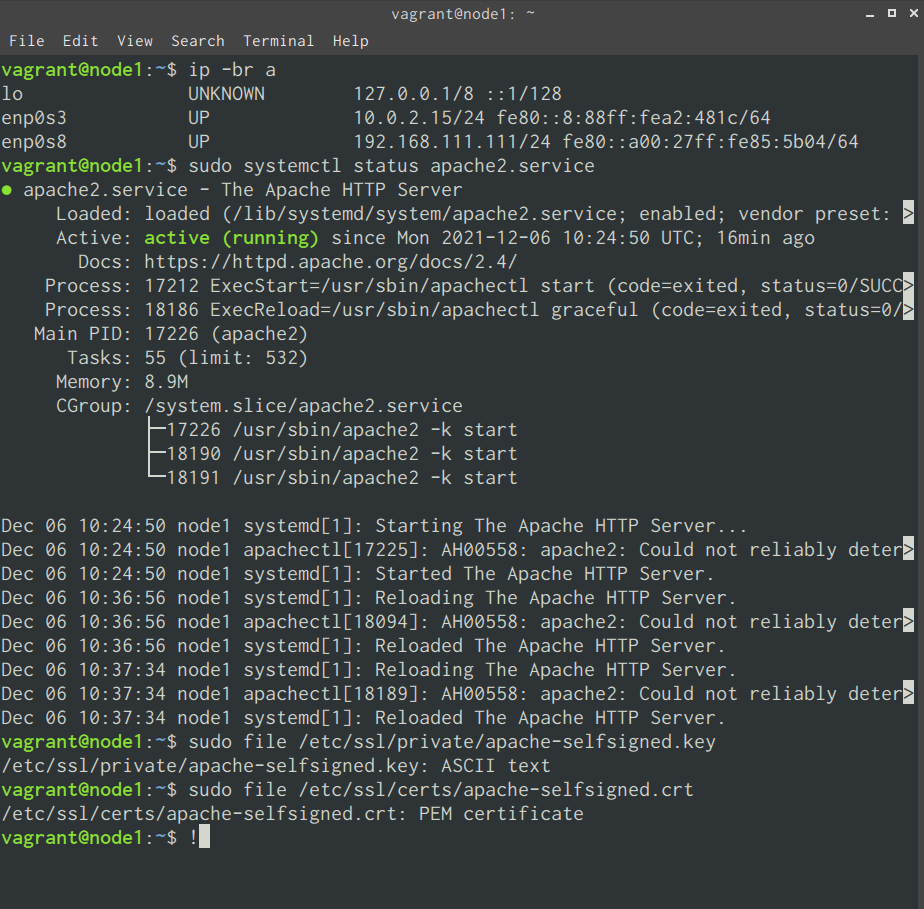 vagrant@node1: ~
File Edit View Search Terminal Help
vagrant@node1:~$ ip -br a
lo               UNKNOWN        127.0.0.1/8 ::1/128
enp0s3           UP             10.0.2.15/24 fe80::8:88ff:fea2:481c/64
enp0s8           UP             192.168.111.111/24 fe80::a00:27ff:fe85:5b04/64
vagrant@node1:~$ sudo systemctl status apache2.service
● apache2.service - The Apache HTTP Server
     Loaded: loaded (/lib/systemd/system/apache2.service; enabled; vendor preset: >
     Active: active (running) since Mon 2021-12-06 10:24:50 UTC; 16min ago
       Docs: https://httpd.apache.org/docs/2.4/
    Process: 17212 ExecStart=/usr/sbin/apachectl start (code=exited, status=0/SUCC>
    Process: 18186 ExecReload=/usr/sbin/apachectl graceful (code=exited, status=0/>
   Main PID: 17226 (apache2)
      Tasks: 55 (limit: 532)
     Memory: 8.9M
     CGroup: /system.slice/apache2.service
             ├─17226 /usr/sbin/apache2 -k start
             ├─18190 /usr/sbin/apache2 -k start
             └─18191 /usr/sbin/apache2 -k start
Dec 06 10:24:50 node1 systemd[1]: Starting The Apache HTTP Server...
Dec 06 10:24:50 node1 apachectl[17225]: AH00558: apache2: Could not reliably deter>
Dec 06 10:24:50 node1 systemd[1]: Started The Apache HTTP Server.
Dec 06 10:36:56 node1 systemd[1]: Reloading The Apache HTTP Server.
Dec 06 10:36:56 node1 apachectl[18094]: AH00558: apache2: Could not reliably deter>
Dec 06 10:36:56 node1 systemd[1]: Reloaded The Apache HTTP Server.
Dec 06 10:37:34 node1 systemd[1]: Reloading The Apache HTTP Server.
Dec 06 10:37:34 node1 apachectl[18189]: AH00558: apache2: Could not reliably deter>
Dec 06 10:37:34 node1 systemd[1]: Reloaded The Apache HTTP Server.
vagrant@node1:~$ sudo file /etc/ssl/private/apache-selfsigned.key
/etc/ssl/private/apache-selfsigned.key: ASCII text
vagrant@node1:~$ sudo file /etc/ssl/certs/apache-selfsigned.crt
/etc/ssl/certs/apache-selfsigned.crt: PEM certificate
vagrant@node1:~$ !